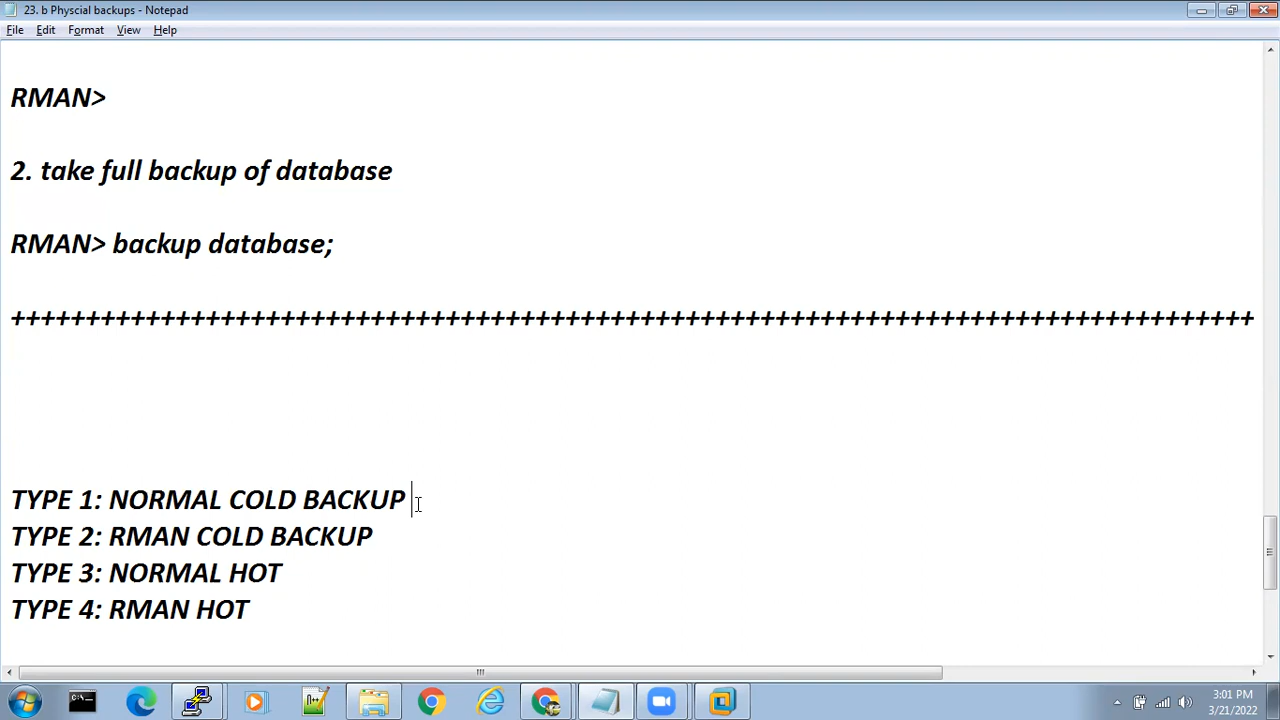 23. b Physcial backups - Notepad
File Edit Format View Help
RMAN>
2. take full backup of database
RMAN> backup database;
+++++++++++++++++++++++++++++++++++++++++++++++++++++++++++++++++++++++++++++++++++
TYPE 1: NORMAL COLD BACKUP
TYPE 2: RMAN COLD BACKUP
TYPE 3: NORMAL HOT
TYPE 4: RMAN HOT
3:01 PM
3/21/2022